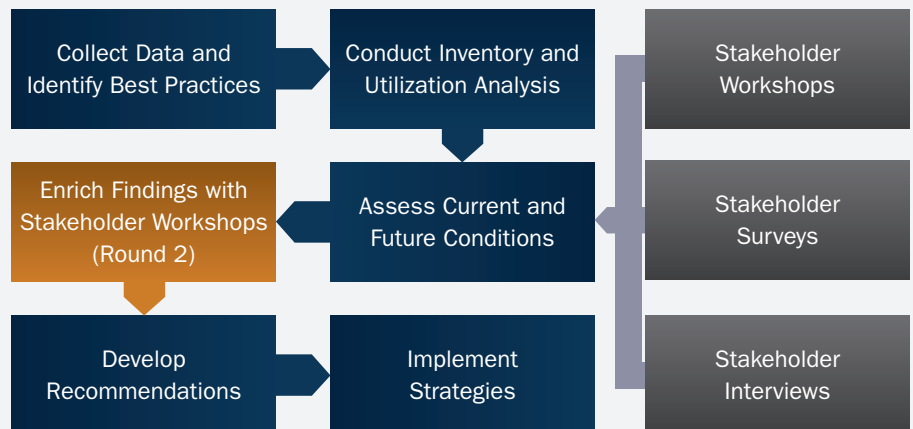 Collect Data and
Identify Best Practices
Conduct Inventory and
Utilization Analysis
Stakeholder
Workshops
Enrich Findings with
Stakeholder Workshops
(Round 2)
Assess Current and
Future Conditions
Stakeholder
Surveys
Develop
Recommendations
Implement
Strategies
Stakeholder
Interviews